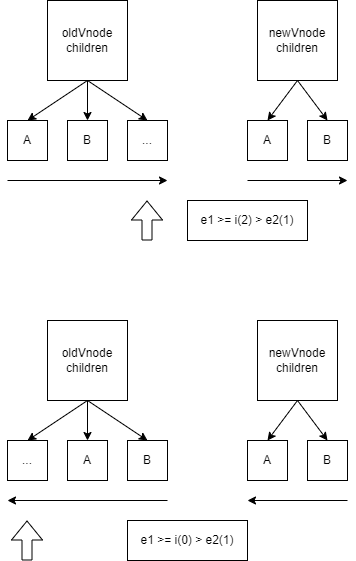 oldVnode
children
newVnode
children
A
B
...
A
B
e1 >= i(2) > e2(1)
oldVnode
children
newVnode
children
...
A
B
A
B
e1 >= i(0) > e2(1)